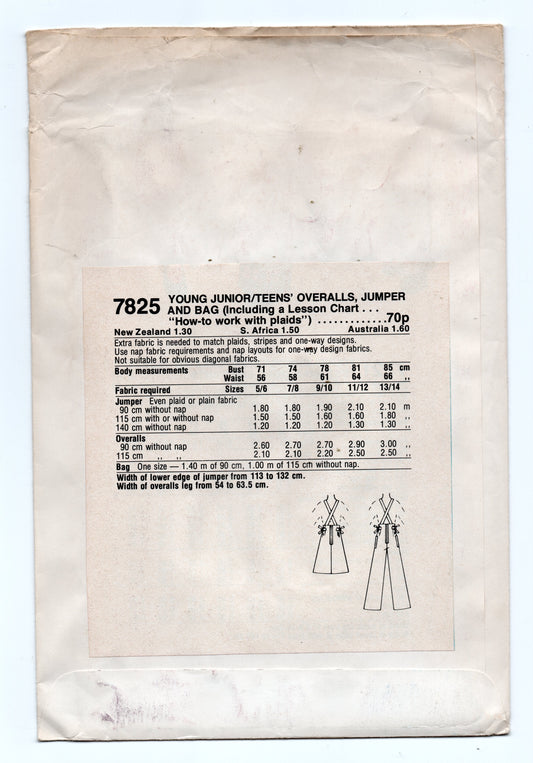 7825 YOUNG JUNIOR/TEENS' OVERALLS, JUMPER
AND BAG (Including a Lesson Chart . . .
"How-to work with plaids") . . . . . . . . . . . . .70p
New Zealand 1.30 S. Africa 1.50 Australia 1.60
Extra fabric is needed to match plaids, stripes and one-way designs.
Use nap fabric requirements and nap layouts for one-way design fabrics.
Not suitable for obvious diagonal fabrics.
Body measurements Bust 71 74 78 81 85 cm
Waist 56 58 61 64 66 ,,
Fabric required Sizes 5/6 7/8 9/10 11/12 13/14
Jumper Even plaid or plain fabric
90 cm without nap 1.80 1.80 1.90 2.10 2.10 m
115 cm with or without nap 1.50 1.50 1.60 1.60 1.80 ,,
140 cm without nap 1.20 1.20 1.20 1.30 1.30 ,,
Overalls
90 cm without nap 2.60 2.70 2.70 2.90 3.00 ,,
115 cm ,, ,, 2.10 2.10 2.20 2.50 2.50 ,,
Bag One size — 1.40 m of 90 cm, 1.00 m of 115 cm without nap.
Width of lower edge of jumper from 113 to 132 cm.
Width of overalls leg from 54 to 63.5 cm.